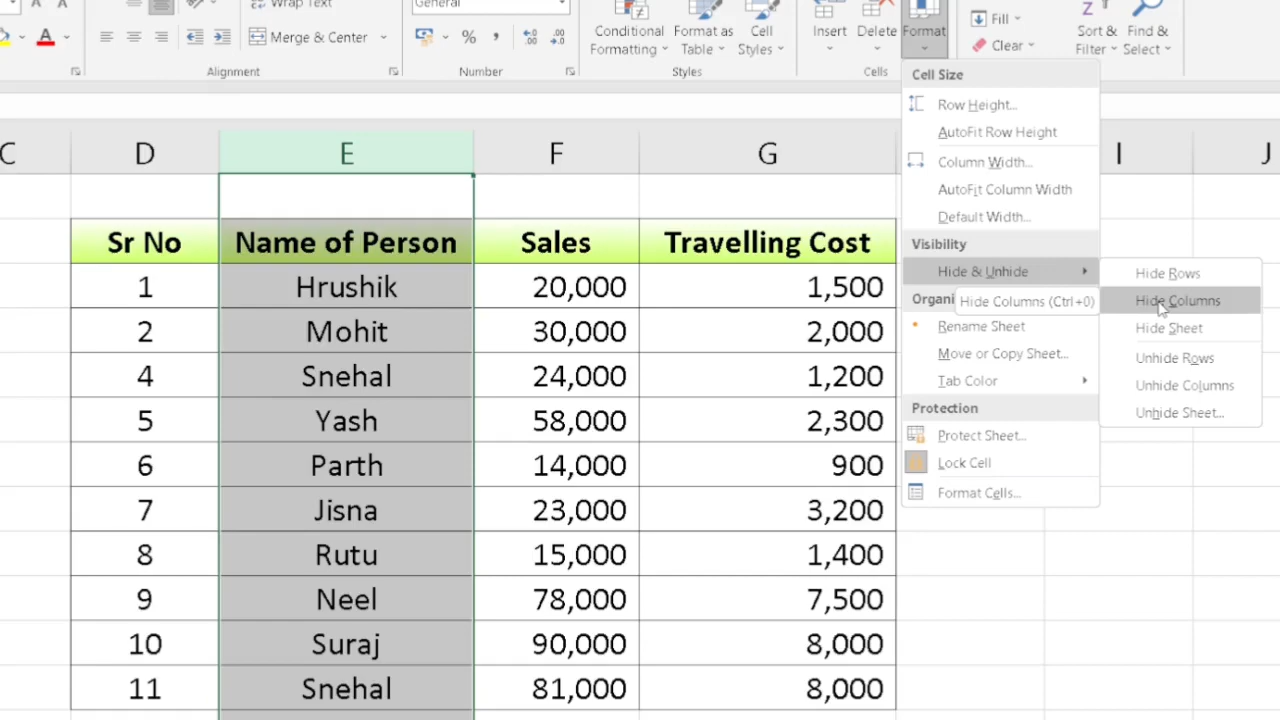 Wrap Text
General
Merge & Center
%
Conditional Formatting
Format as Table
Cell Styles
Insert
Delete
Format
Fill
Clear
Sort & Filter
Find & Select
Alignment
Number
Styles
Cells
Cell Size
Row Height...
AutoFit Row Height
Column Width...
AutoFit Column Width
Default Width...
Visibility
Hide & Unhide
Hide Rows
Organi
Hide Columns (Ctrl+0)
Hide Columns
Rename Sheet
Hide Sheet
Move or Copy Sheet...
Unhide Rows
Tab Color
Unhide Columns
Protection
Unhide Sheet...
Protect Sheet...
Lock Cell
Format Cells...
C D E F G I J
Sr No Name of Person Sales Travelling Cost
1 Hrushik 20,000 1,500
2 Mohit 30,000 2,000
4 Snehal 24,000 1,200
5 Yash 58,000 2,300
6 Parth 14,000 900
7 Jisna 23,000 3,200
8 Rutu 15,000 1,400
9 Neel 78,000 7,500
10 Suraj 90,000 8,000
11 Snehal 81,000 8,000